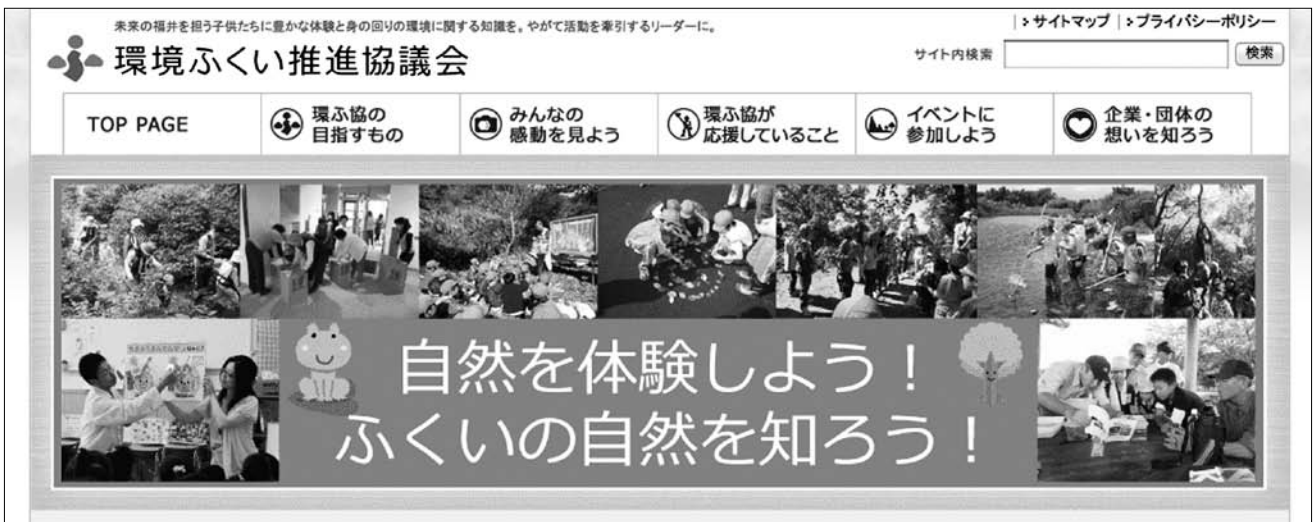 未来の福井を担う子供たちに豊かな体験と身の回りの環境に関する知識を。やがて活動を牽引するリーダーに。
サイトマップ
プライバシーポリシー
環境ふくい推進協議会
サイト内検索
検索
TOP PAGE
環ふ協の
目指すもの
みんなの
感動を見よう
環ふ協が
応援していること
イベントに
参加しよう
企業・団体の
想いを知ろう
自然を体験しよう！
ふくいの自然を知ろう！